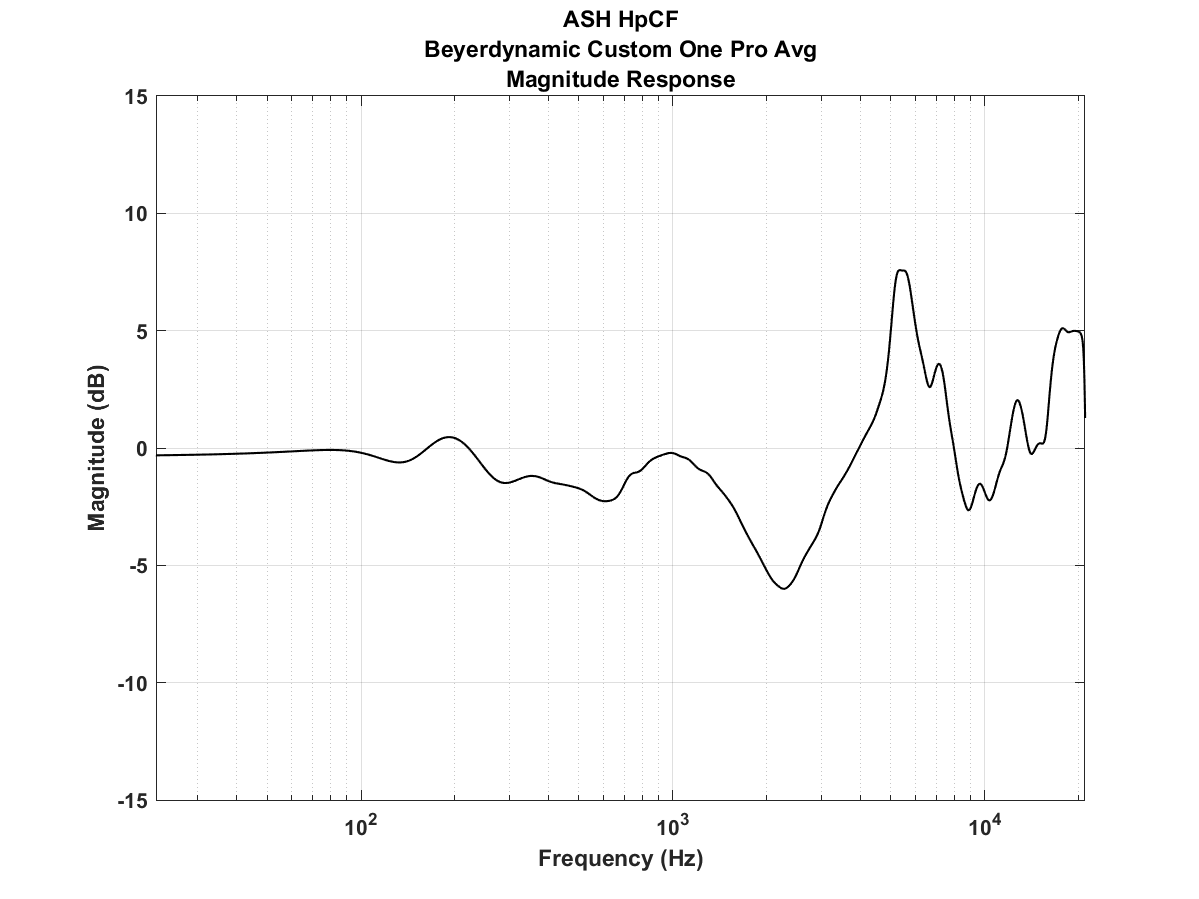 ASH HpCF
Beyerdynamic Custom One Pro Avg
Magnitude Response
15
10
5
0
-5
-10
-15
Magnitude (dB)
10²
10³
10⁴
Frequency (Hz)